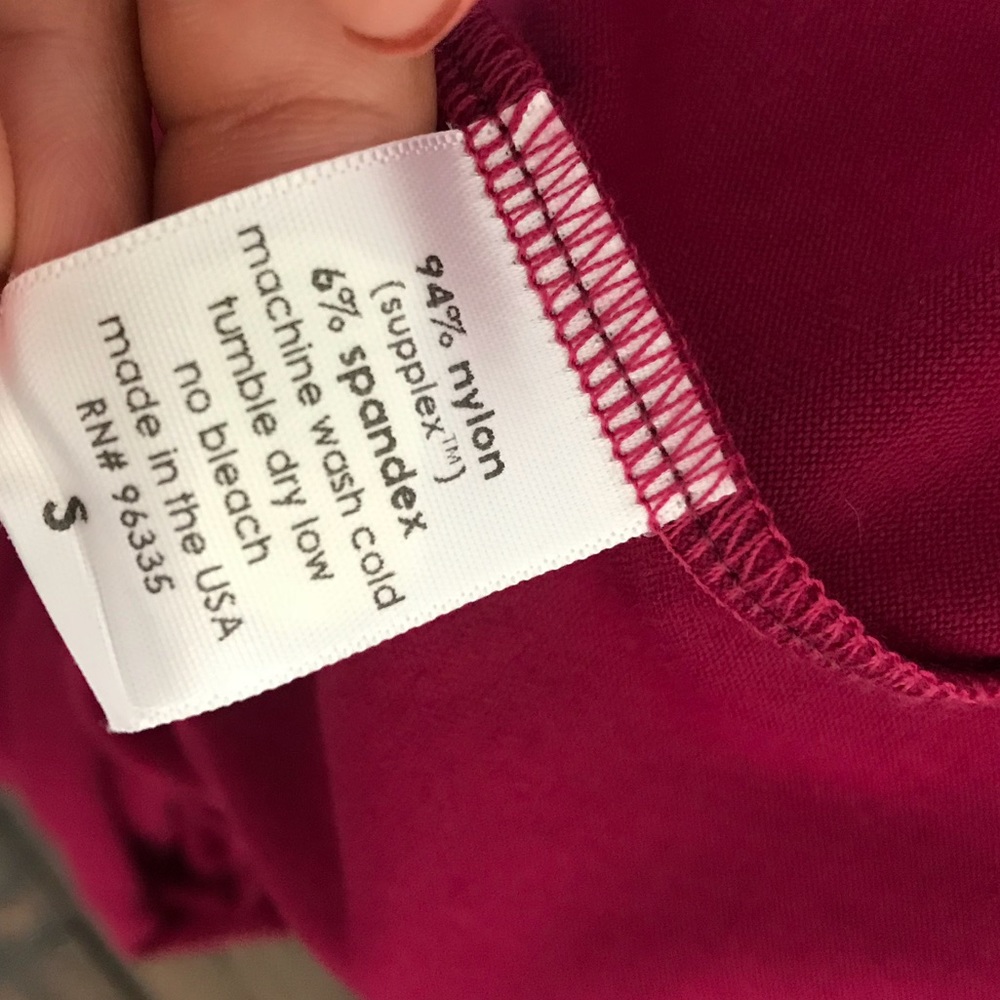 94% nylon
(supplex™)
6% spandex
machine wash cold
tumble dry low
no bleach
made in the USA
RN# 96335
S